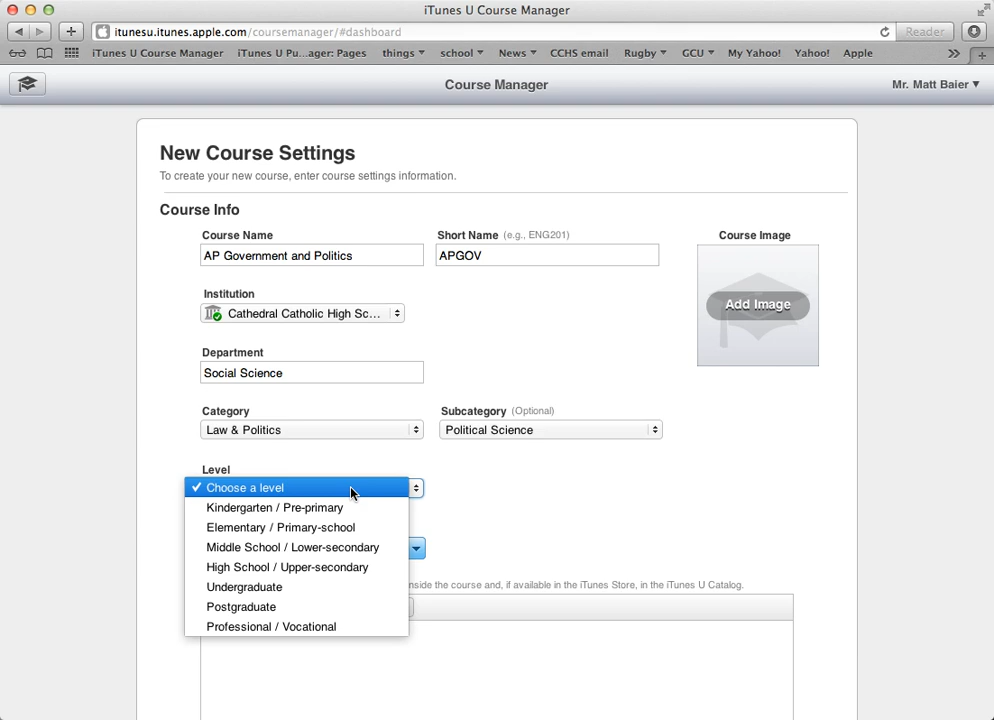 iTunes U Course Manager
itunesu.itunes.apple.com/coursemanager/#dashboard
Reader
iTunes U Course Manager iTunes U Pu...ager: Pages things school News CCHS email Rugby GCU My Yahoo! Yahoo! Apple
Course Manager
Mr. Matt Baier
New Course Settings
To create your new course, enter course settings information.
Course Info
Course Name Short Name (e.g., ENG201) Course Image
AP Government and Politics APGOV
Add Image
Institution
Cathedral Catholic High Sc...
Department
Social Science
Category Subcategory (Optional)
Law & Politics Political Science
Level
Choose a level
Kindergarten / Pre-primary
Elementary / Primary-school
Middle School / Lower-secondary
High School / Upper-secondary
nside the course and, if available in the iTunes Store, in the iTunes U Catalog.
Undergraduate
Postgraduate
Professional / Vocational